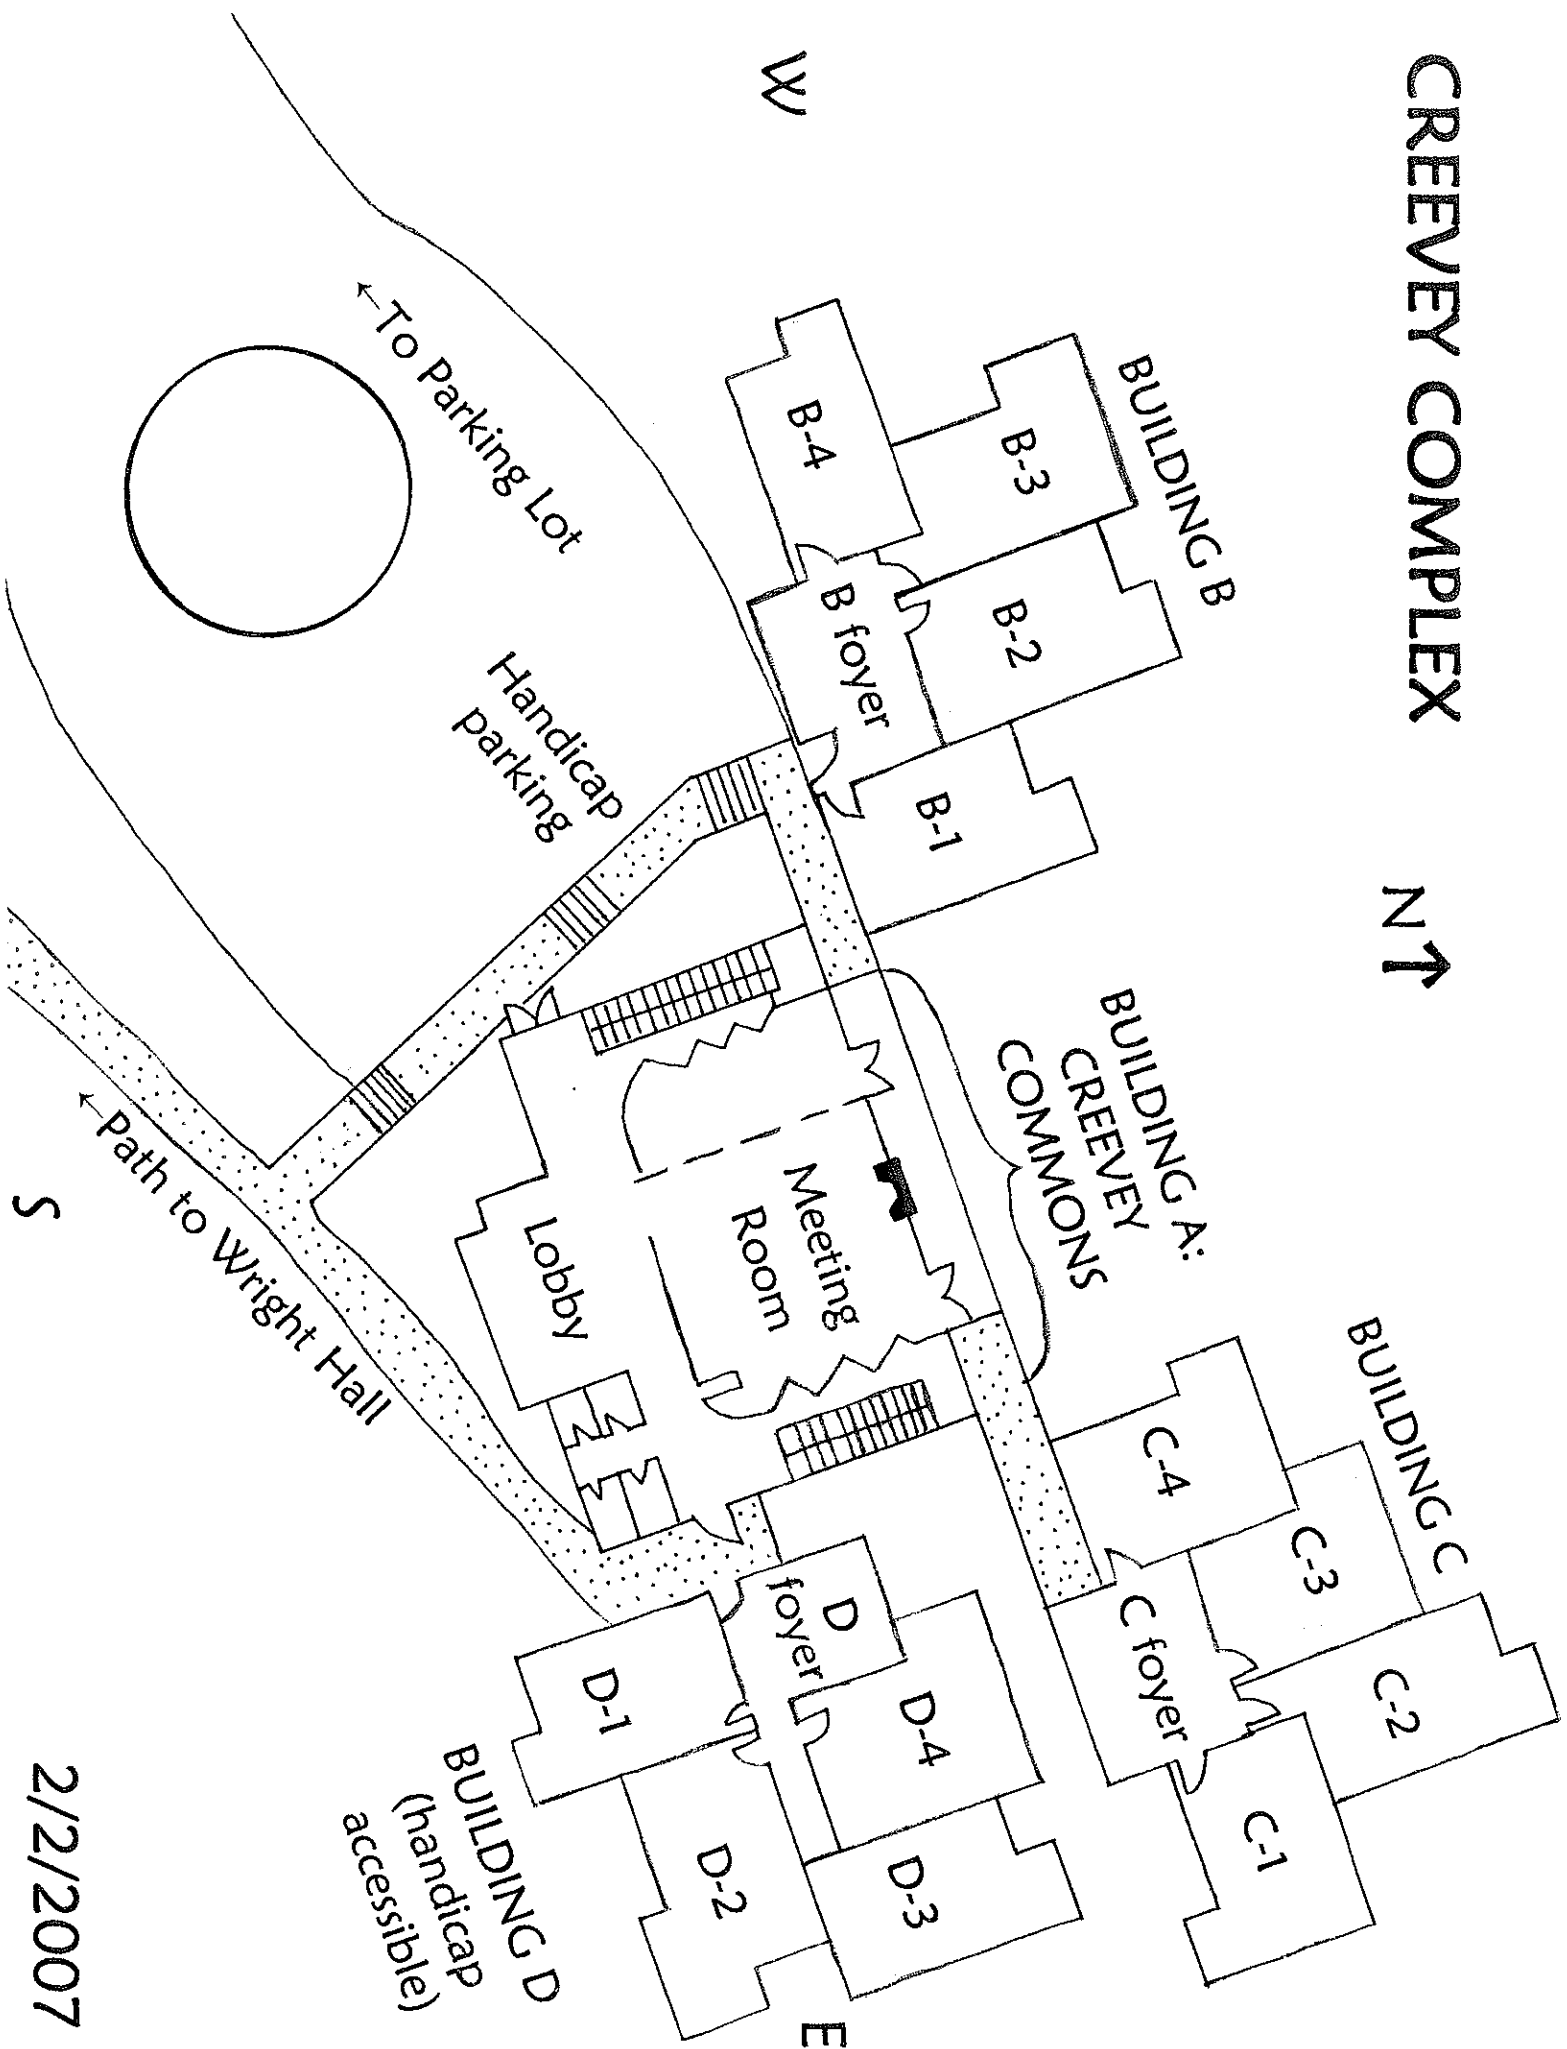 CREEVEY COMPLEX
N
BUILDING B
B-3
B-2
B-4
B foyer
B-1
W
BUILDING A:
CREEVEY
COMMONS
BUILDING C
C-3
C-2
C-4
C foyer
C-1
Meeting
Room
Lobby
D
foyer
D-4
D-3
D-1
D-2
E
BUILDING D
(handicap
accessible)
←To Parking Lot
Handicap
parking
←Path to Wright Hall
S
2/2/2007